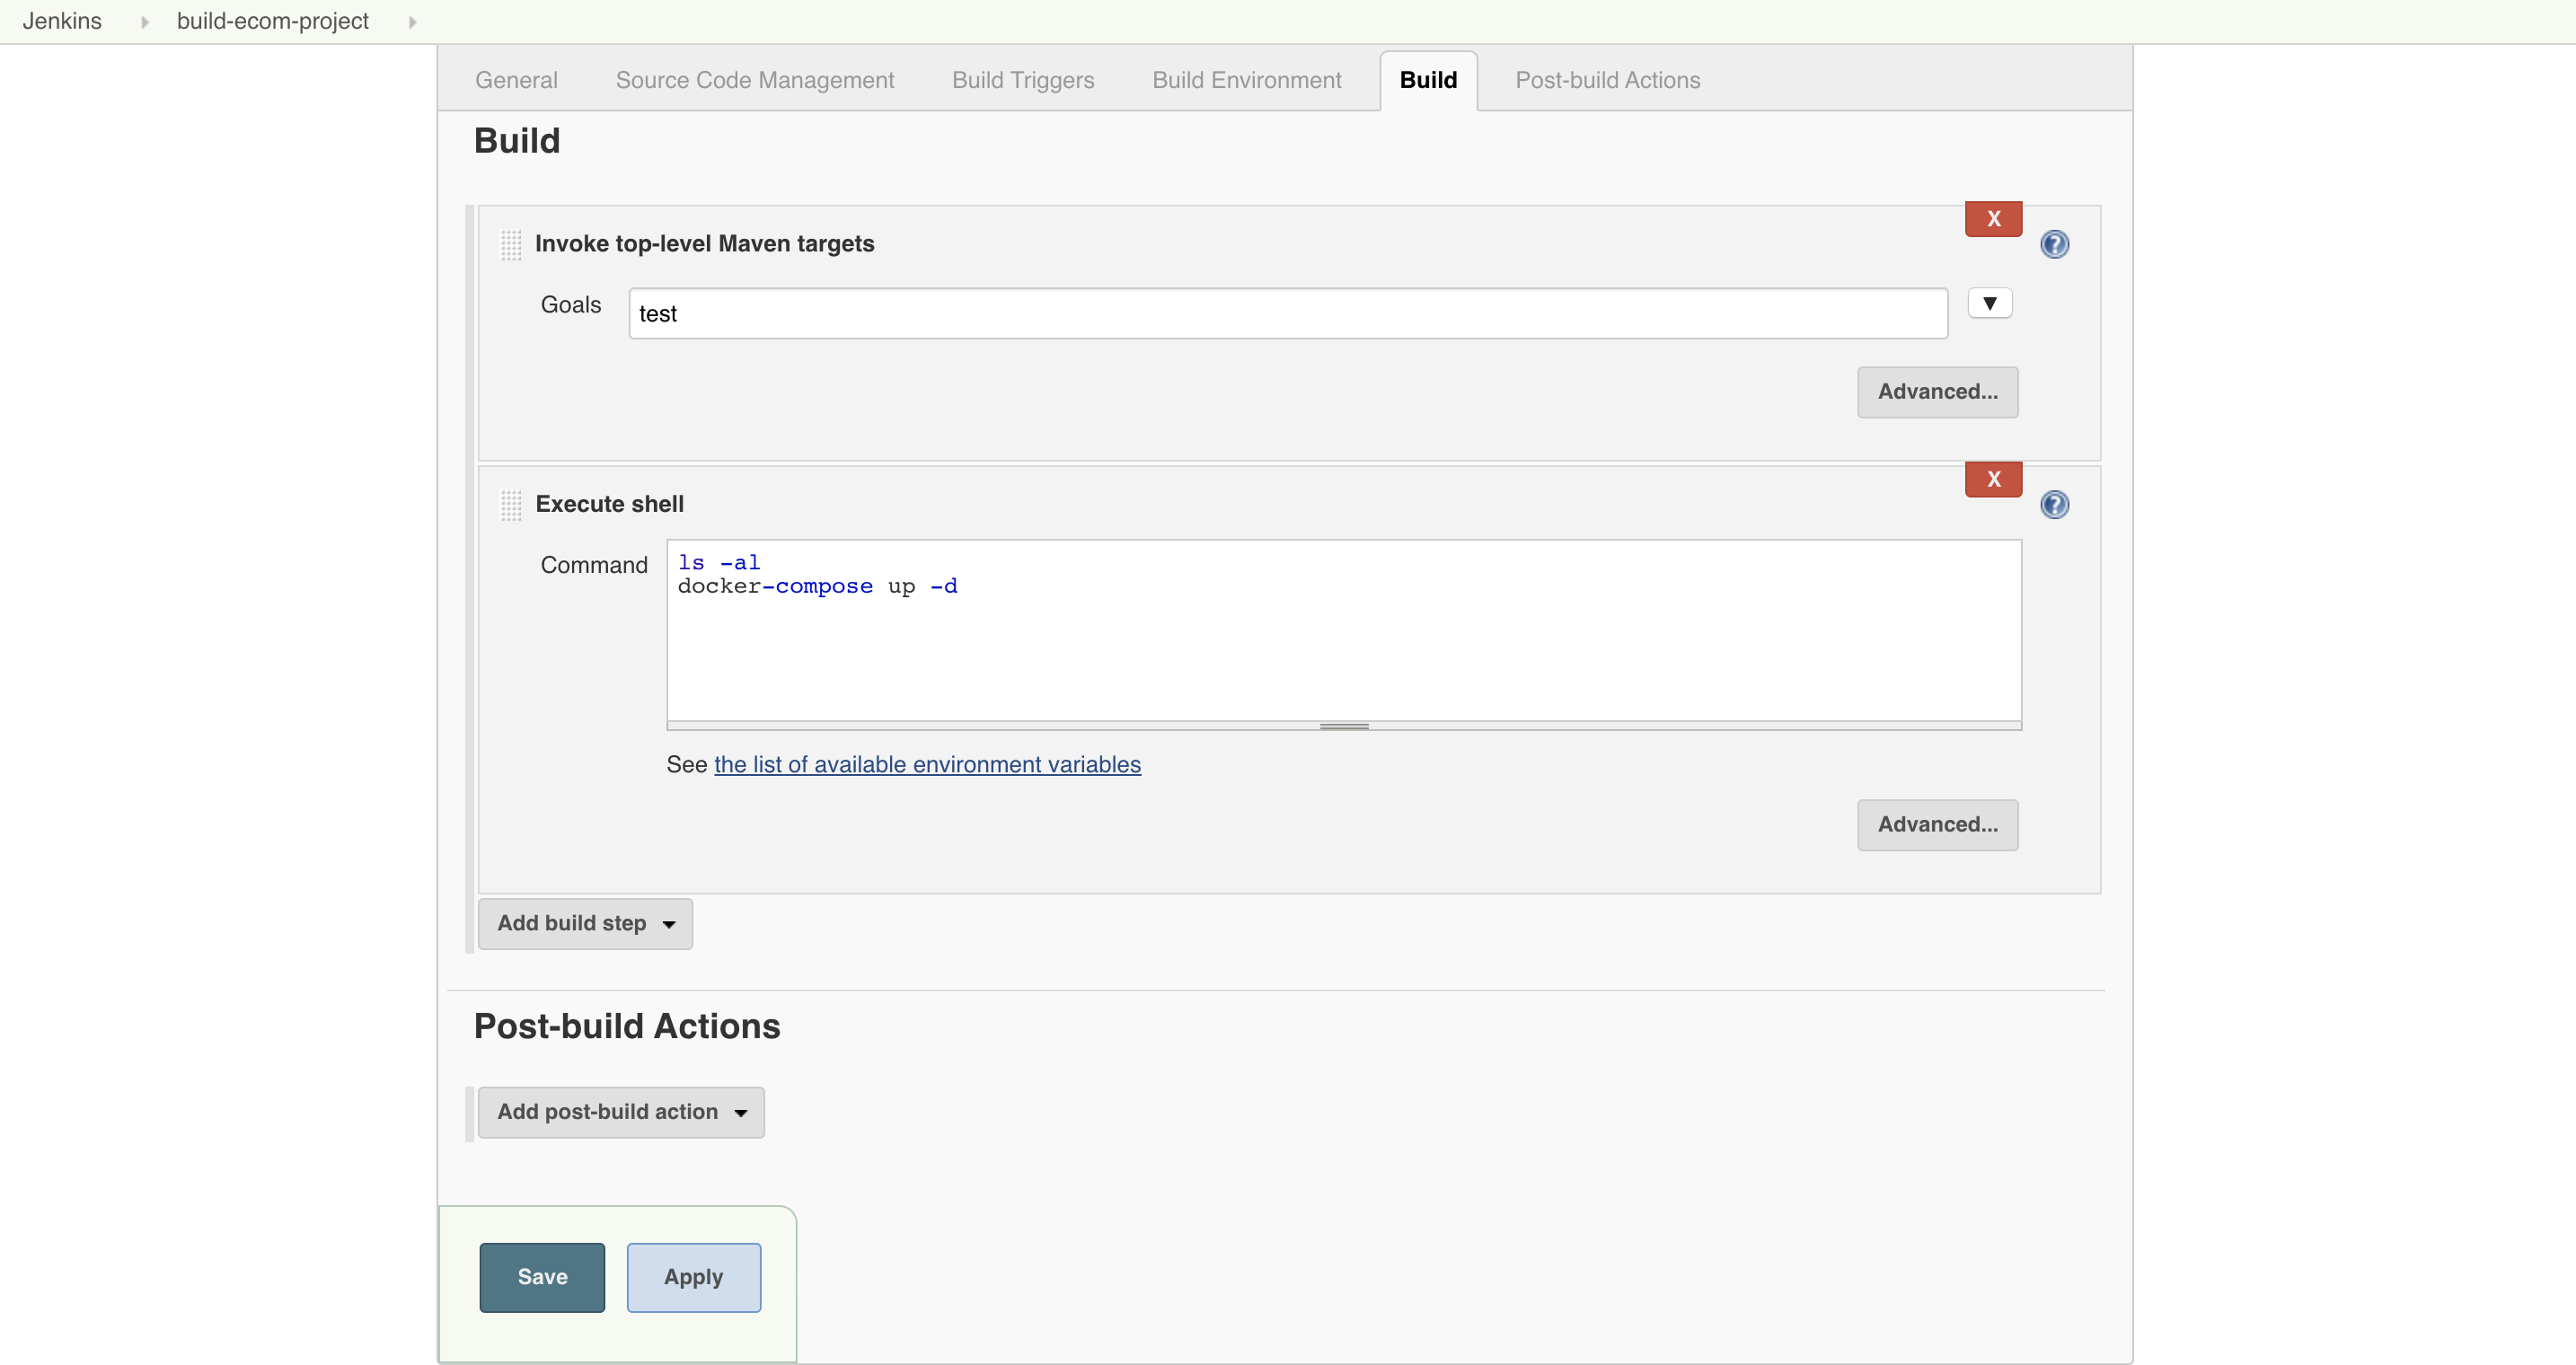 Jenkins build-ecom-project
General Source Code Management Build Triggers Build Environment Build Post-build Actions
Build
X
Invoke top-level Maven targets
Goals test
Advanced...
X
Execute shell
Command ls -al
docker-compose up -d
See the list of available environment variables
Advanced...
Add build step
Post-build Actions
Add post-build action
Save Apply